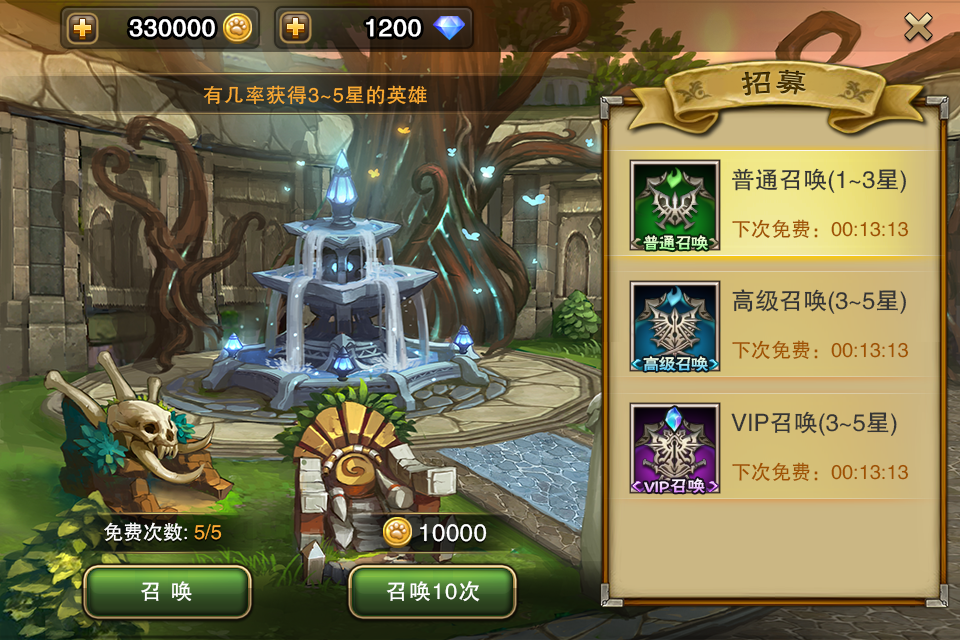 330000
1200
有几率获得3~5星的英雄
招募
普通召唤
普通召唤(1~3星)
下次免费：00:13:13
高级召唤
高级召唤(3~5星)
下次免费：00:13:13
VIP召唤
VIP召唤(3~5星)
下次免费：00:13:13
免费次数: 5/5
10000
召唤
召唤10次